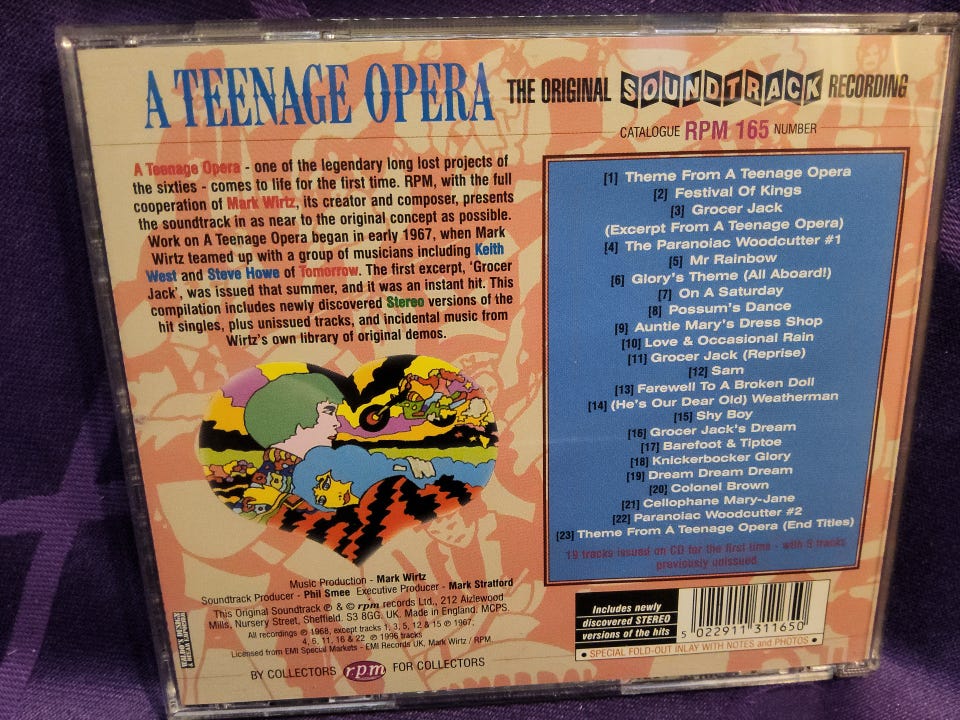 A TEENAGE OPERA THE ORIGINAL SOUNDTRACK RECORDING
CATALOGUE RPM 165 NUMBER
A Teenage Opera - one of the legendary long lost projects of
the sixties - comes to life for the first time. RPM, with the full
cooperation of Mark Wirtz, its creator and composer, presents
the soundtrack in as near to the original concept as possible.
Work on A Teenage Opera began in early 1967, when Mark
Wirtz teamed up with a group of musicians including Keith
West and Steve Howe of Tomorrow. The first excerpt, 'Grocer
Jack', was issued that summer, and it was an instant hit. This
compilation includes newly discovered Stereo versions of the
hit singles, plus unissued tracks, and incidental music from
Wirtz's own library of original demos.
[1] Theme From A Teenage Opera
[2] Festival Of Kings
[3] Grocer Jack
(Excerpt From A Teenage Opera)
[4] The Paranoiac Woodcutter #1
[5] Mr Rainbow
[6] Glory's Theme (All Aboard!)
[7] On A Saturday
[8] Possum's Dance
[9] Auntie Mary's Dress Shop
[10] Love & Occasional Rain
[11] Grocer Jack (Reprise)
[12] Sam
[13] Farewell To A Broken Doll
[14] (He's Our Dear Old) Weatherman
[15] Shy Boy
[16] Grocer Jack's Dream
[17] Barefoot & Tiptoe
[18] Knickerbocker Glory
[19] Dream Dream Dream
[20] Colonel Brown
[21] Cellophane Mary-Jane
[22] Paranoiac Woodcutter #2
[23] Theme From A Teenage Opera (End Titles)
19 tracks issued on CD for the first time - with 5 tracks
previously unissued.
Music Production - Mark Wirtz
Soundtrack Producer - Phil Smee Executive Producer - Mark Stratford
This Original Soundtrack ℗ & © rpm records Ltd., 212 Aizlewood
Mills, Nursery Street, Sheffield. S3 8GG. UK. Made in England. MCPS.
All recordings ℗ 1968, except tracks 1, 3, 5, 12 & 15 ℗ 1967,
4, 6, 11, 16 & 22 ℗ 1996 tracks
Licensed from EMI Special Markets - EMI Records UK, Mark Wirtz / RPM.
BY COLLECTORS rpm FOR COLLECTORS
Includes newly
discovered STEREO
versions of the hits
5 022911 311650
• SPECIAL FOLD-OUT INLAY WITH NOTES and PHOTOS •